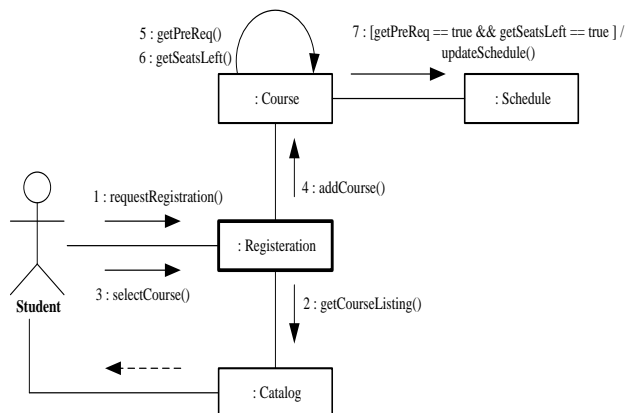 5 : getPreReq()
6 : getSeatsLeft()
7 : [getPreReq == true && getSeatsLeft == true ] /
updateSchedule()
: Course
: Schedule
4 : addCourse()
1 : requestRegistration()
: Registeration
3 : selectCourse()
Student
2 : getCourseListing()
: Catalog